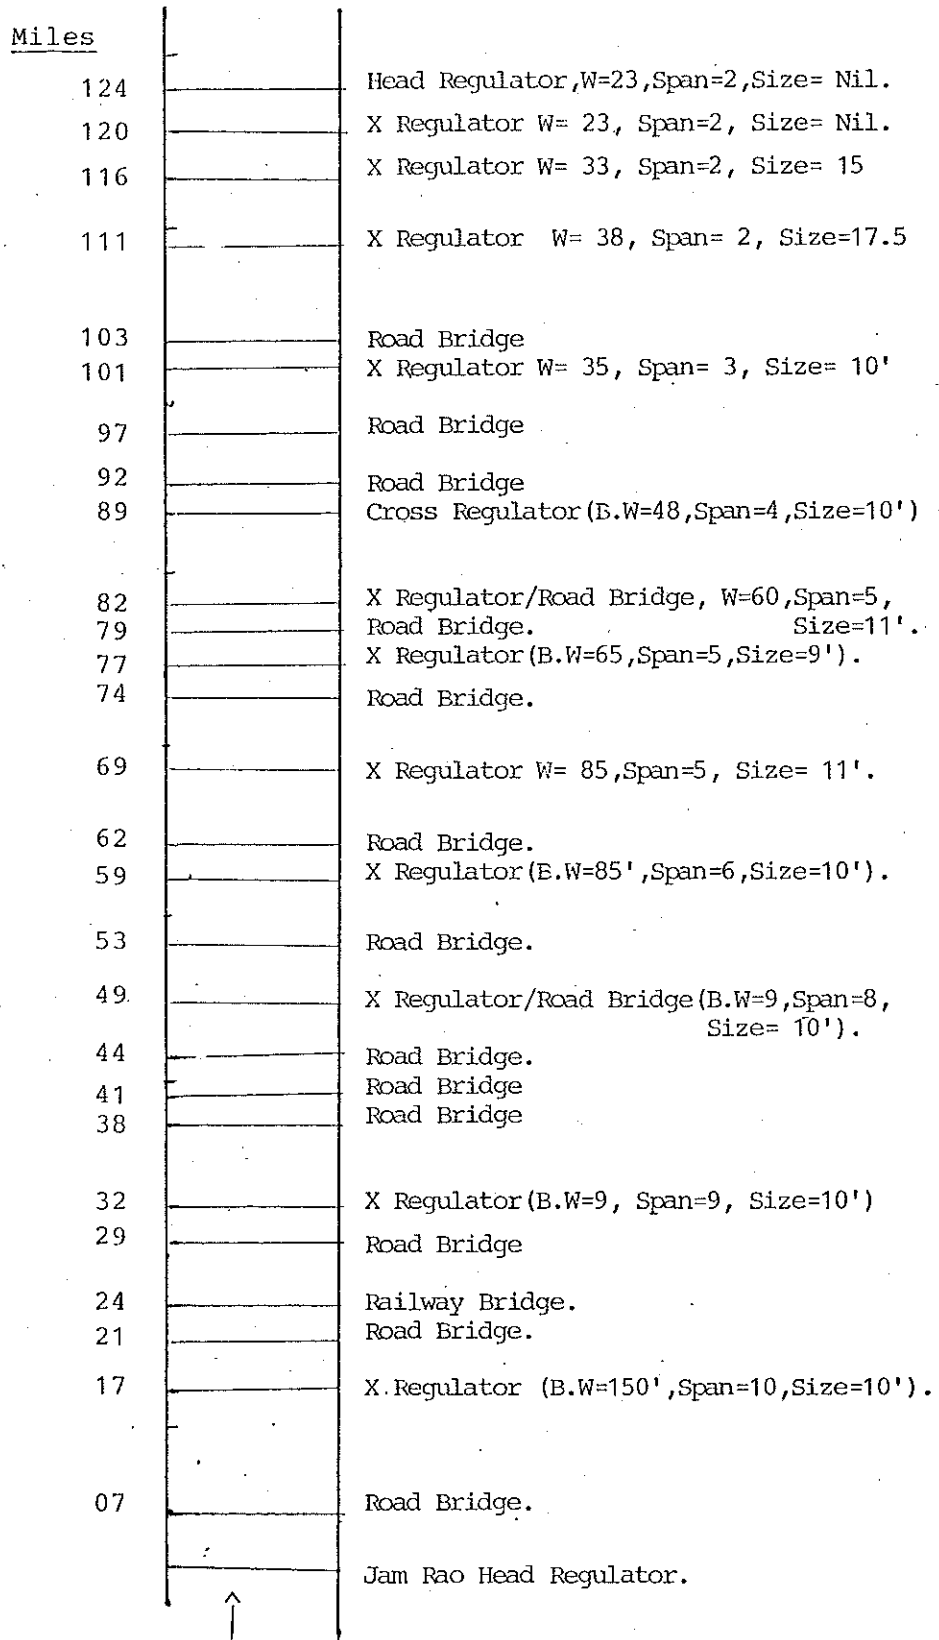 Miles
124 Head Regulator,W=23,Span=2,Size= Nil.
120 X Regulator W= 23, Span=2, Size= Nil.
116 X Regulator W= 33, Span=2, Size= 15
111 X Regulator W= 38, Span= 2, Size=17.5
103 Road Bridge
101 X Regulator W= 35, Span= 3, Size= 10'
97 Road Bridge
92 Road Bridge
89 Cross Regulator(B.W=48,Span=4,Size=10')
82 X Regulator/Road Bridge, W=60,Span=5,
79 Road Bridge. Size=11'.
77 X Regulator(B.W=65,Span=5,Size=9').
74 Road Bridge.
69 X Regulator W= 85,Span=5, Size= 11'.
62 Road Bridge.
59 X Regulator(B.W=85',Span=6,Size=10').
53 Road Bridge.
49 X Regulator/Road Bridge(B.W=9,Span=8,
Size= 10').
44 Road Bridge.
41 Road Bridge
38 Road Bridge
32 X Regulator(B.W=9, Span=9, Size=10')
29 Road Bridge
24 Railway Bridge.
21 Road Bridge.
17 X Regulator (B.W=150',Span=10,Size=10').
07 Road Bridge.
Jam Rao Head Regulator.